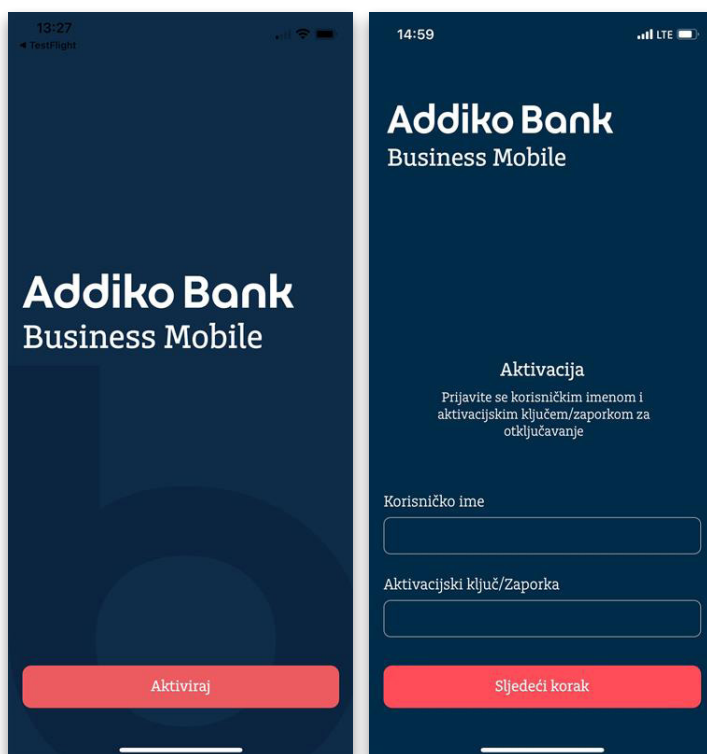 13:27
◀ TestFlight
Addiko Bank
Business Mobile
Aktiviraj
14:59
LTE
Addiko Bank
Business Mobile
Aktivacija
Prijavite se korisničkim imenom i
aktivacijskim ključem/zaporkom za
otključavanje
Korisničko ime
Aktivacijski ključ/Zaporka
Sljedeći korak